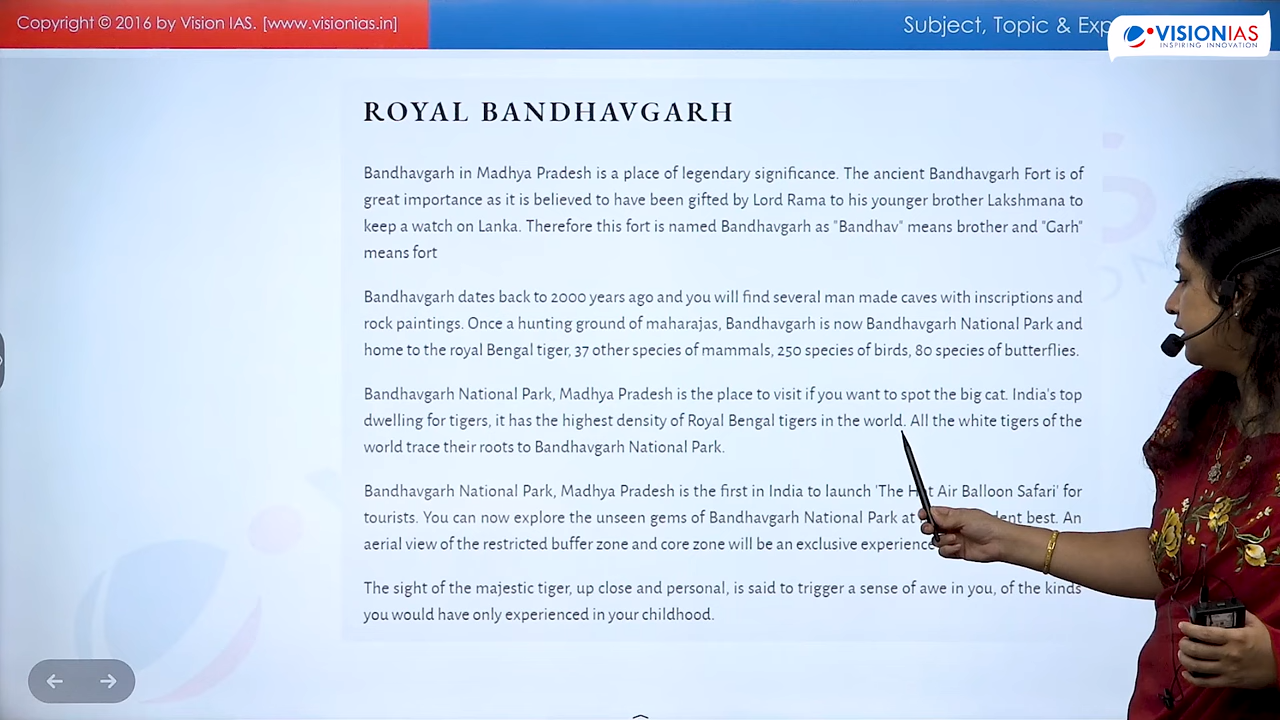 Copyright © 2016 by Vision IAS. [www.visionias.in]
Subject, Topic & Exp
VISIONIAS
INSPIRING INNOVATION
ROYAL BANDHAVGARH
Bandhavgarh in Madhya Pradesh is a place of legendary significance. The ancient Bandhavgarh Fort is of
great importance as it is believed to have been gifted by Lord Rama to his younger brother Lakshmana to
keep a watch on Lanka. Therefore this fort is named Bandhavgarh as "Bandhav" means brother and "Garh"
means fort
Bandhavgarh dates back to 2000 years ago and you will find several man made caves with inscriptions and
rock paintings. Once a hunting ground of maharajas, Bandhavgarh is now Bandhavgarh National Park and
home to the royal Bengal tiger, 37 other species of mammals, 250 species of birds, 80 species of butterflies.
Bandhavgarh National Park, Madhya Pradesh is the place to visit if you want to spot the big cat. India's top
dwelling for tigers, it has the highest density of Royal Bengal tigers in the world. All the white tigers of the
world trace their roots to Bandhavgarh National Park.
Bandhavgarh National Park, Madhya Pradesh is the first in India to launch 'The Hot Air Balloon Safari' for
tourists. You can now explore the unseen gems of Bandhavgarh National Park at best. An
aerial view of the restricted buffer zone and core zone will be an exclusive experience
The sight of the majestic tiger, up close and personal, is said to trigger a sense of awe in you, of the kinds
you would have only experienced in your childhood.